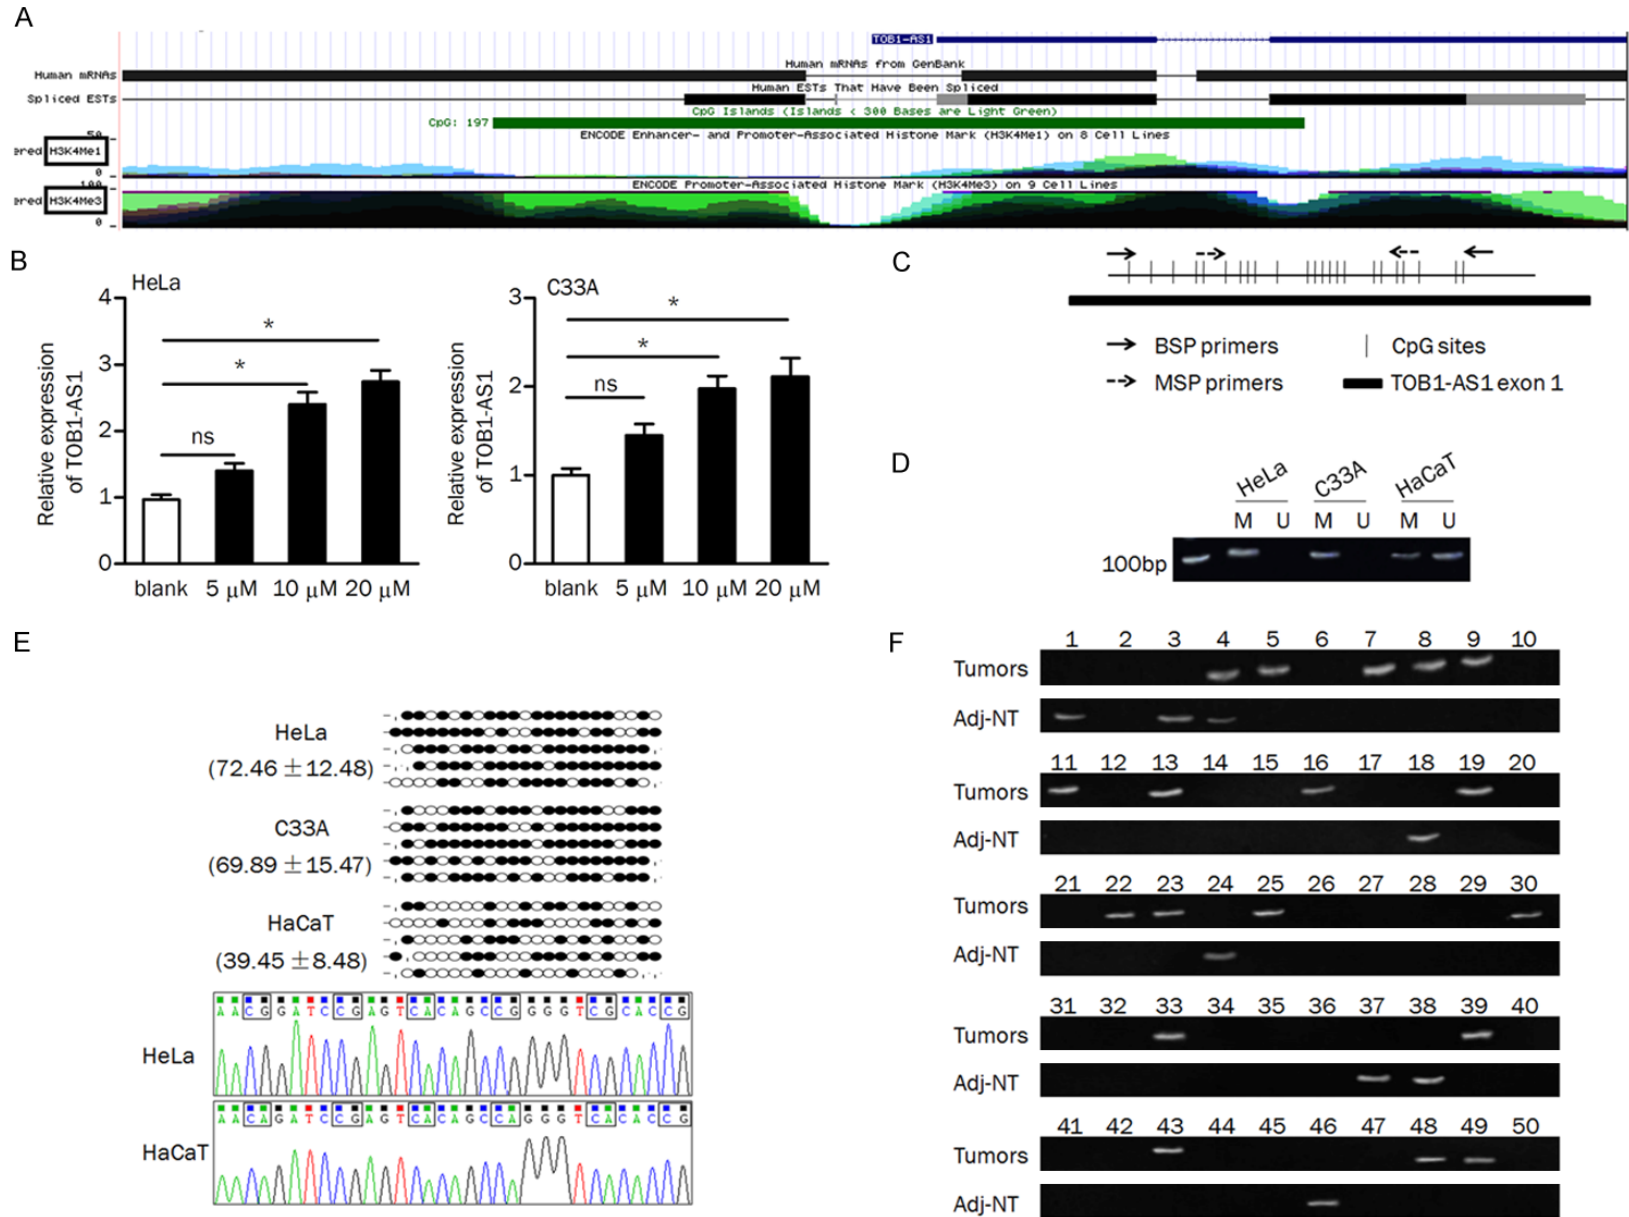 A
TOB1-AS1
Human mRNAs from GenBank
Human mRNAs
Human ESTs That Have Been Spliced
Spliced ESTs
CpG Islands (Islands < 300 Bases are Light Green)
CpG: 197
50 _
ENCODE Enhancer- and Promoter-Associated Histone Mark (H3K4Me1) on 8 Cell Lines
ered H3K4Me1
0 _
100 _
ENCODE Promoter-Associated Histone Mark (H3K4Me3) on 9 Cell Lines
ered H3K4Me3
0 _
B
HeLa
Relative expression
of TOB1-AS1
4
3
2
1
0
*
*
ns
blank 5 μM 10 μM 20 μM
C33A
Relative expression
of TOB1-AS1
3
2
1
0
*
*
ns
blank 5 μM 10 μM 20 μM
C
BSP primers
CpG sites
MSP primers
TOB1-AS1 exon 1
D
HeLa C33A HaCaT
M U M U M U
100bp
E
HeLa
(72.46 ±12.48)
C33A
(69.89 ±15.47)
HaCaT
(39.45 ±8.48)
A A C G G A T C C G A G T C A C A G C C G G G G T C G C A C C G
HeLa
A A C A G A T C C G A G T C A C A G C C A G G G T C A C A C C G
HaCaT
F
1 2 3 4 5 6 7 8 9 10
Tumors
Adj-NT
11 12 13 14 15 16 17 18 19 20
Tumors
Adj-NT
21 22 23 24 25 26 27 28 29 30
Tumors
Adj-NT
31 32 33 34 35 36 37 38 39 40
Tumors
Adj-NT
41 42 43 44 45 46 47 48 49 50
Tumors
Adj-NT